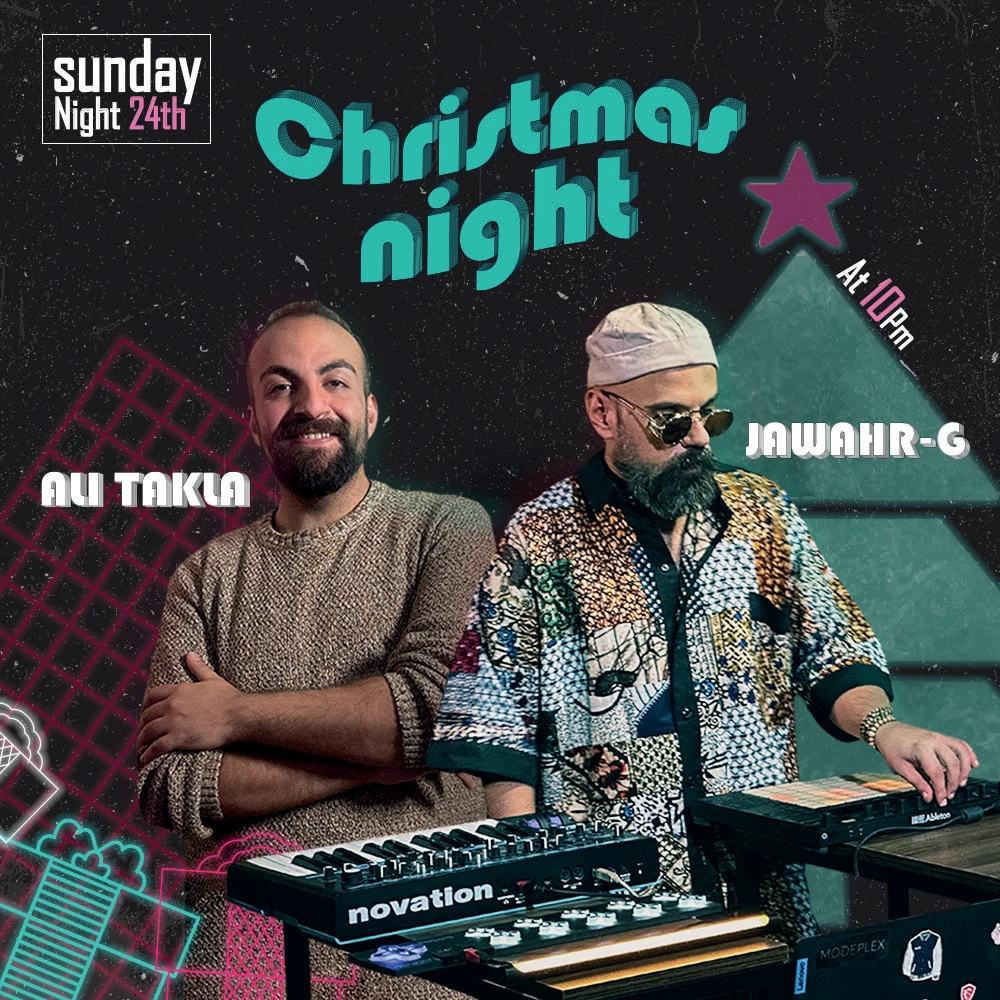 sunday
Night 24th
Christmas
night
At 10Pm
JAWAHR-G
ALI TAKLA
Ableton
novation
MODEPLEX
Lenovo